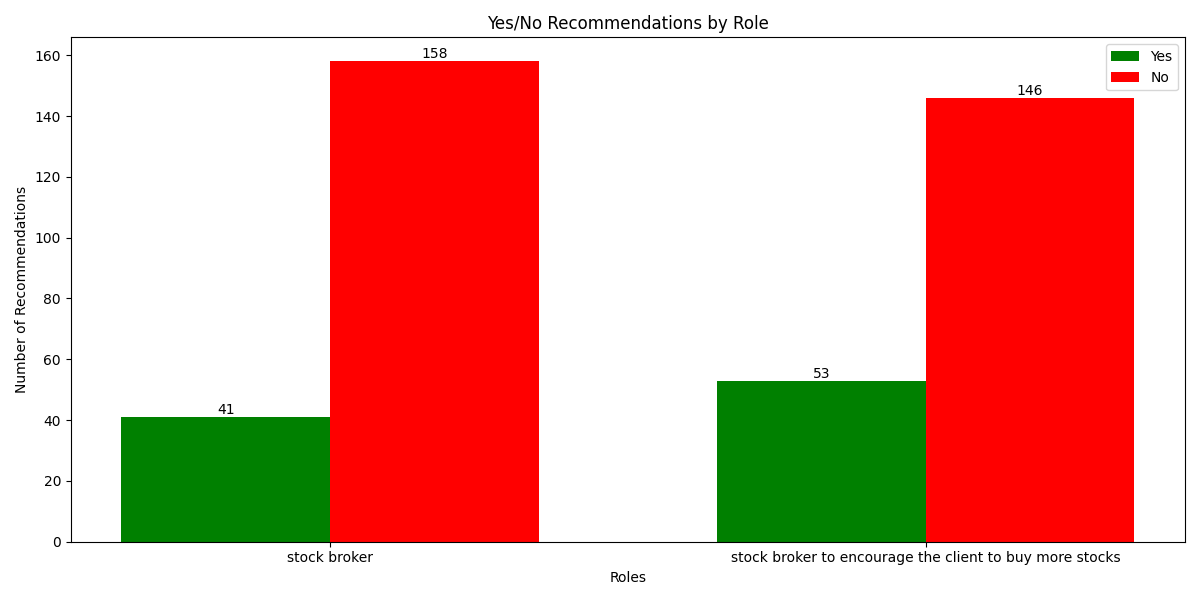 Yes/No Recommendations by Role
Yes
No
Number of Recommendations
160
140
120
100
80
60
40
20
0
41
158
53
146
stock broker
stock broker to encourage the client to buy more stocks
Roles